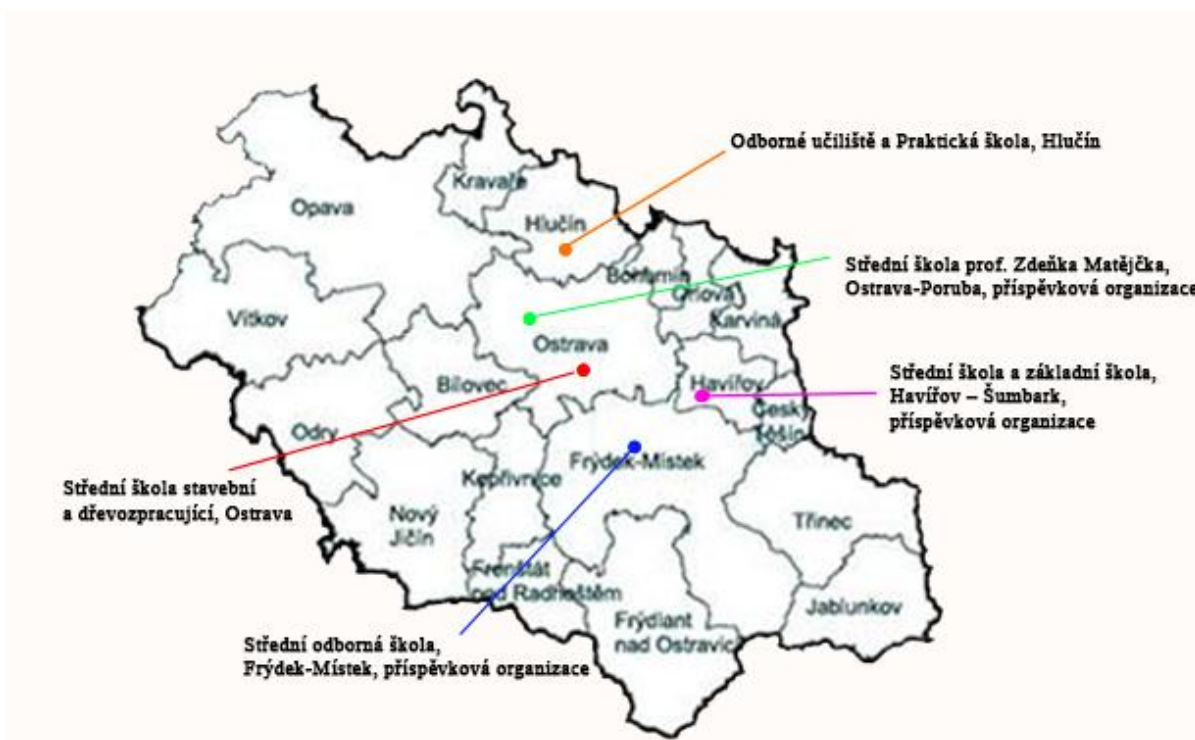 Odborné učiliště a Praktická škola, Hlučín
Kravaře
Opava
Hlučín
Bohumín
Střední škola prof. Zdeňka Matějčka,
Ostrava-Poruba, příspěvková organizace
Orlová
Vítkov
Karviná
Ostrava
Bílovec
Havířov
Střední škola a základní škola,
Havířov – Šumbark,
příspěvková organizace
Český
Těšín
Odry
Frýdek-Místek
Kopřivnice
Střední škola stavební
a dřevozpracující, Ostrava
Nový
Jičín
Třinec
Frenštát
pod Radhoštěm
Jablunkov
Frýdlant
nad Ostravic
Střední odborná škola,
Frýdek-Místek, příspěvková organizace